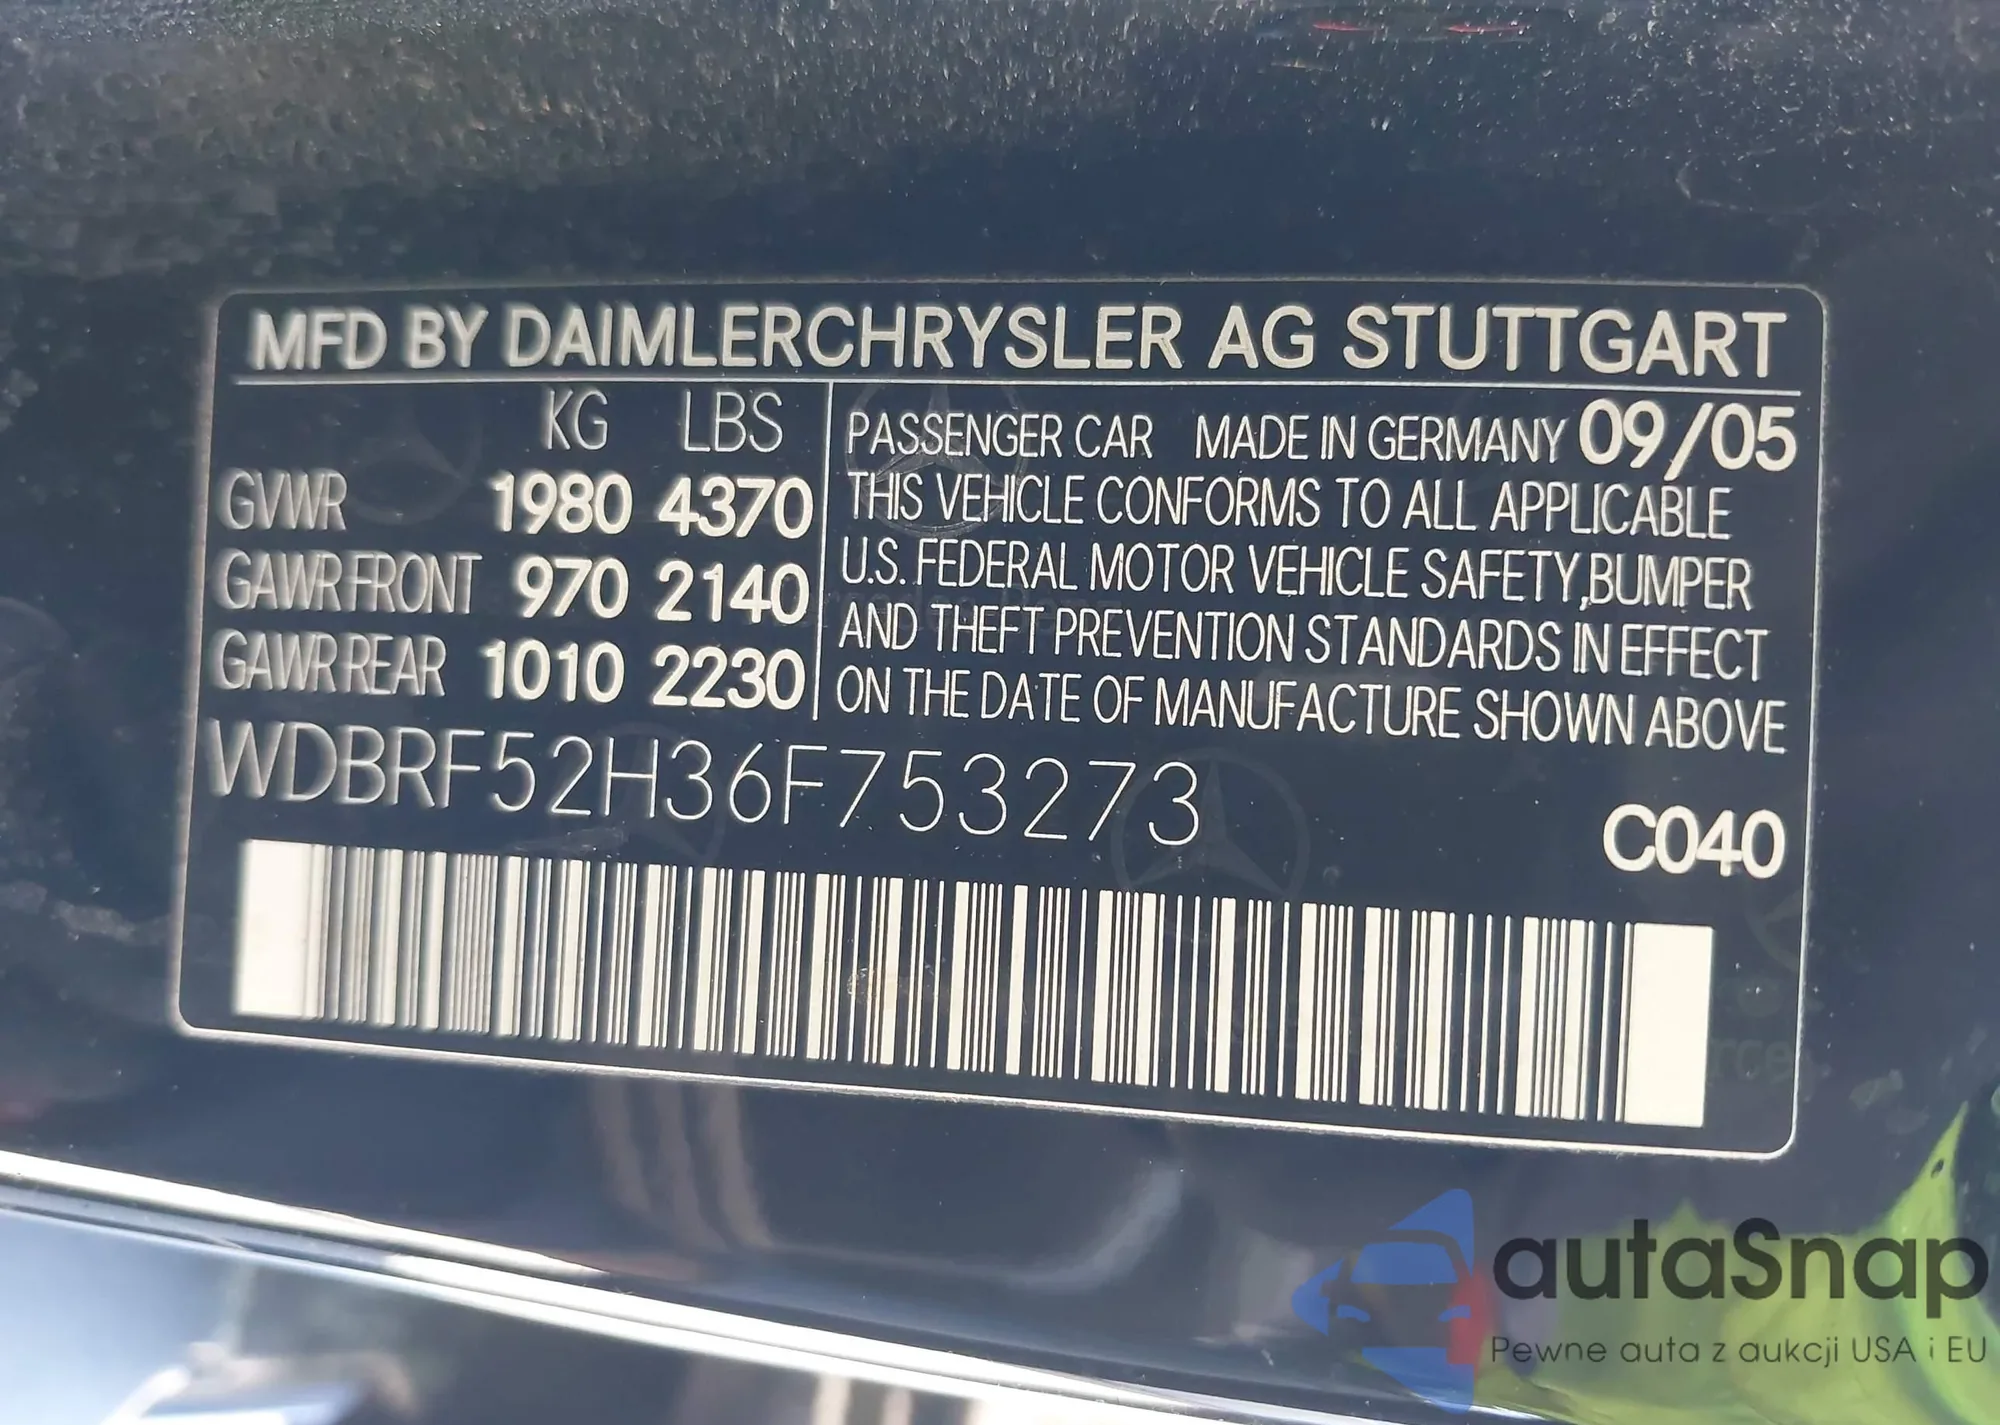 MFD BY DAIMLERCHRYSLER AG STUTTGART
KG LBS
GVWR 1980 4370
GAWR FRONT 970 2140
GAWR REAR 1010 2230
PASSENGER CAR MADE IN GERMANY 09/05
THIS VEHICLE CONFORMS TO ALL APPLICABLE
U.S. FEDERAL MOTOR VEHICLE SAFETY,BUMPER
AND THEFT PREVENTION STANDARDS IN EFFECT
ON THE DATE OF MANUFACTURE SHOWN ABOVE
WDBRF52H36F753273
C040
autaSnap
Pewne auta z aukcji USA i EU